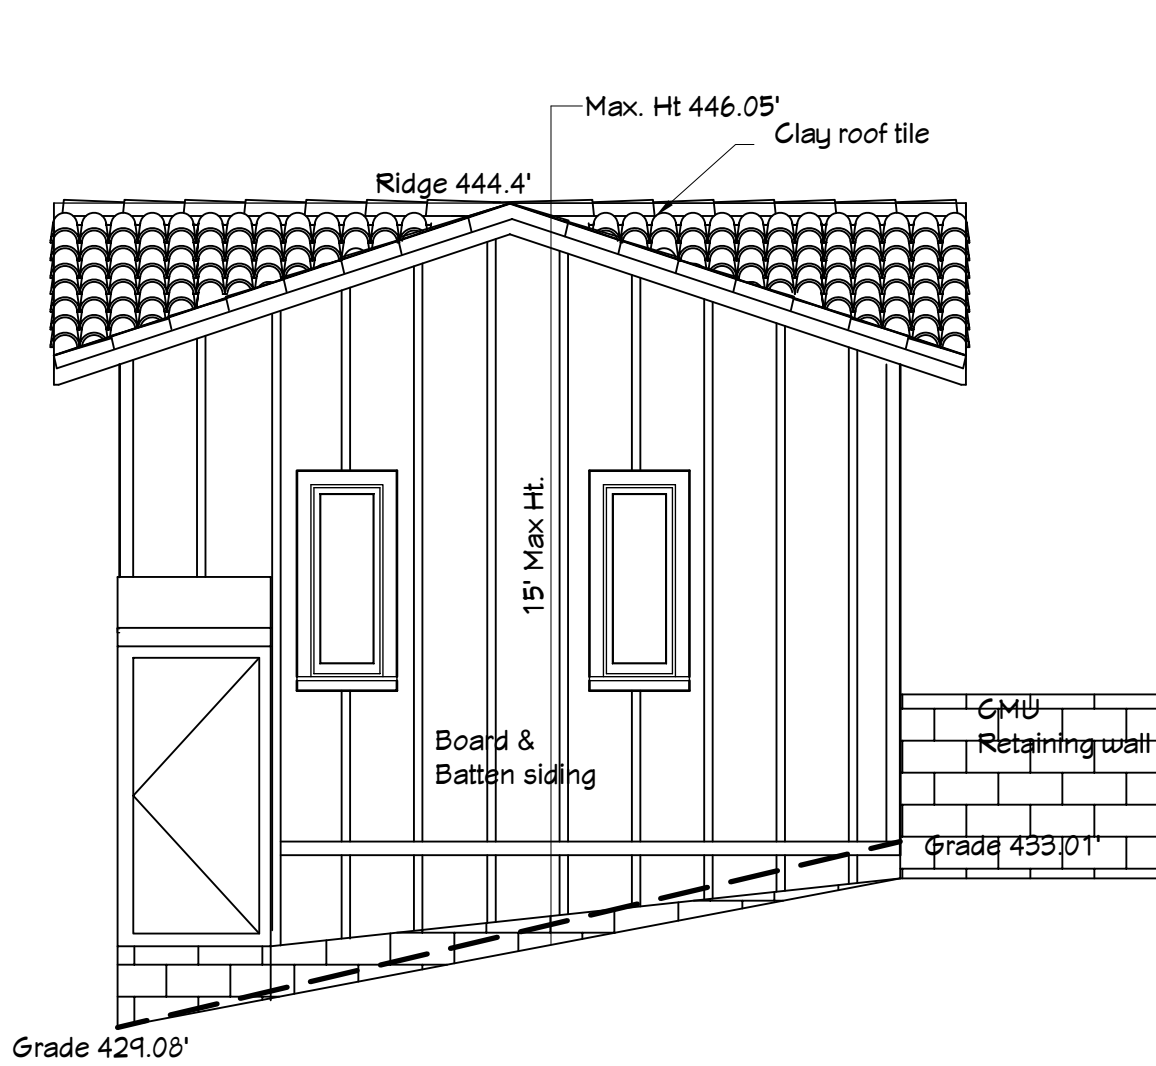 Max. Ht 446.05'
Clay roof tile
Ridge 444.4'
15' Max Ht.
CMU
Retaining wall
Board &
Batten siding
Grade 433.01'
Grade 429.08'